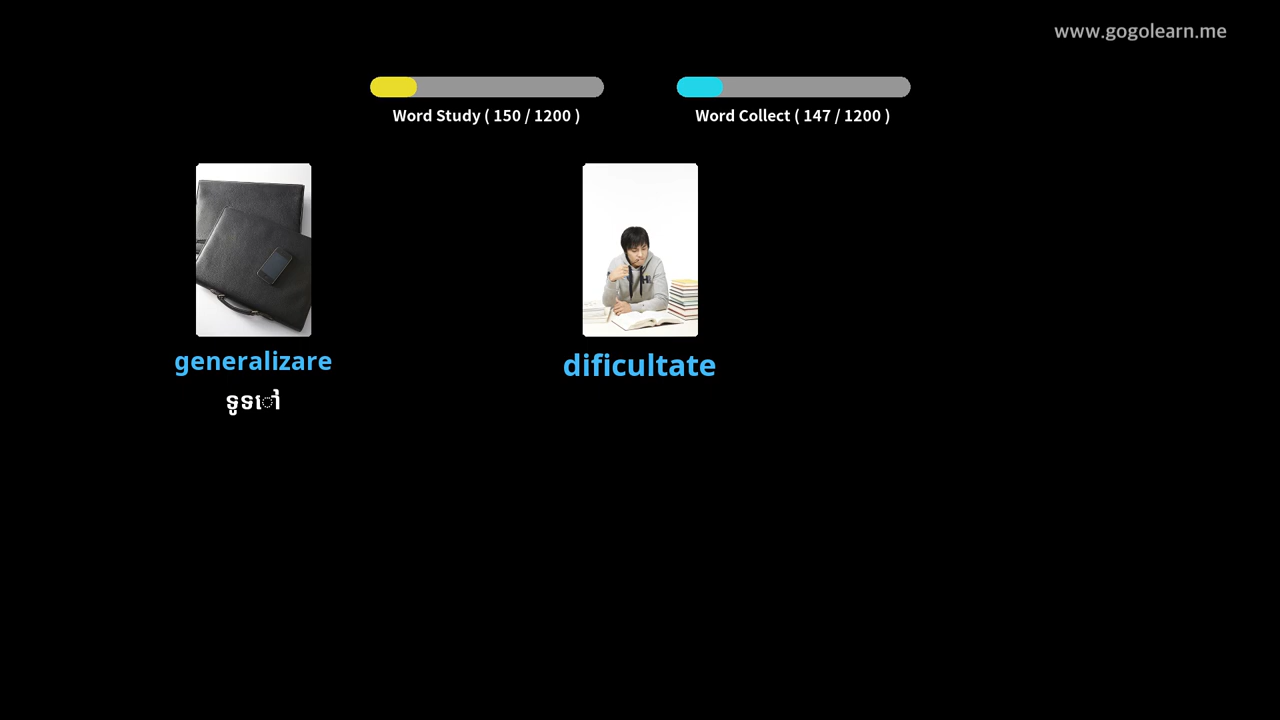 www.gogolearn.me
Word Study ( 150 / 1200 )
Word Collect ( 147 / 1200 )
generalizare
dificultate
ទូទៅ